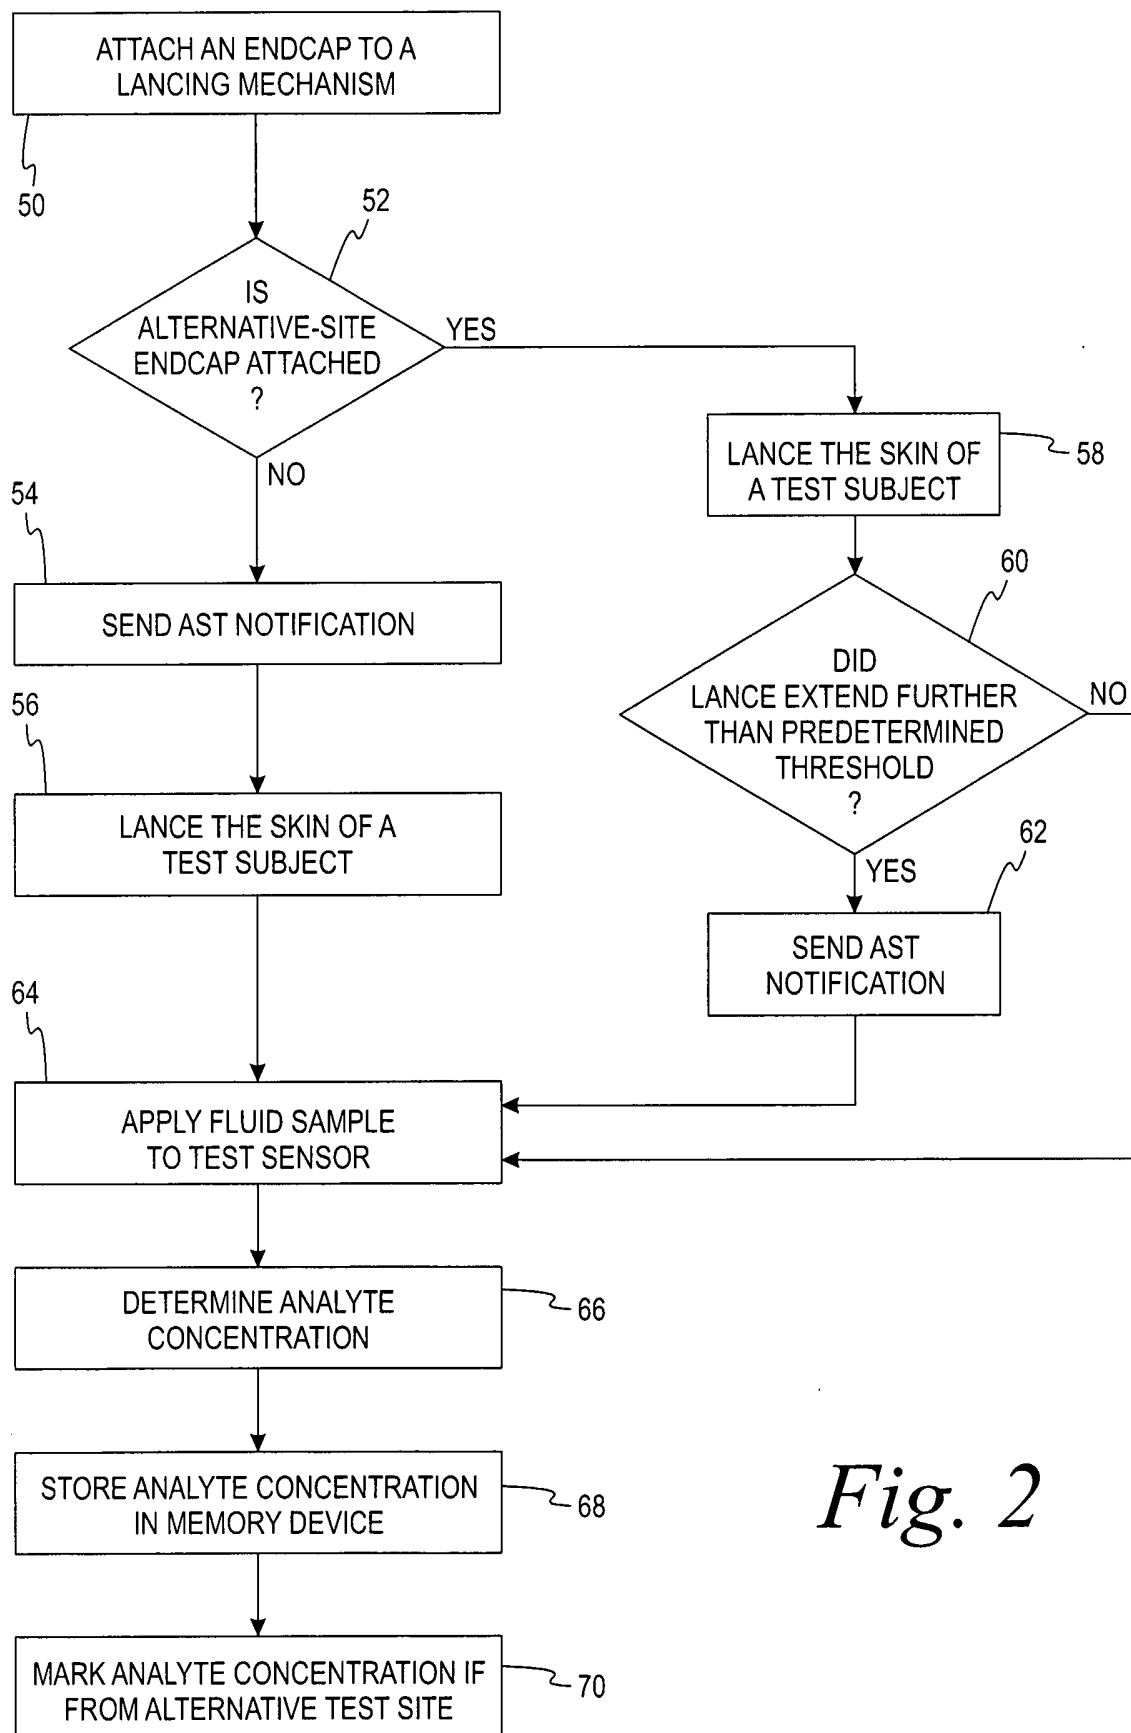 ATTACH AN ENDCAP TO A
LANCING MECHANISM
50
52
IS
ALTERNATIVE-SITE
ENDCAP ATTACHED
?
YES
NO
58
LANCE THE SKIN OF
A TEST SUBJECT
54
SEND AST NOTIFICATION
60
DID
LANCE EXTEND FURTHER
THAN PREDETERMINED
THRESHOLD
?
NO
YES
56
LANCE THE SKIN OF A
TEST SUBJECT
62
SEND AST
NOTIFICATION
64
APPLY FLUID SAMPLE
TO TEST SENSOR
DETERMINE ANALYTE
CONCENTRATION
66
STORE ANALYTE CONCENTRATION
IN MEMORY DEVICE
68
Fig. 2
MARK ANALYTE CONCENTRATION IF
FROM ALTERNATIVE TEST SITE
70